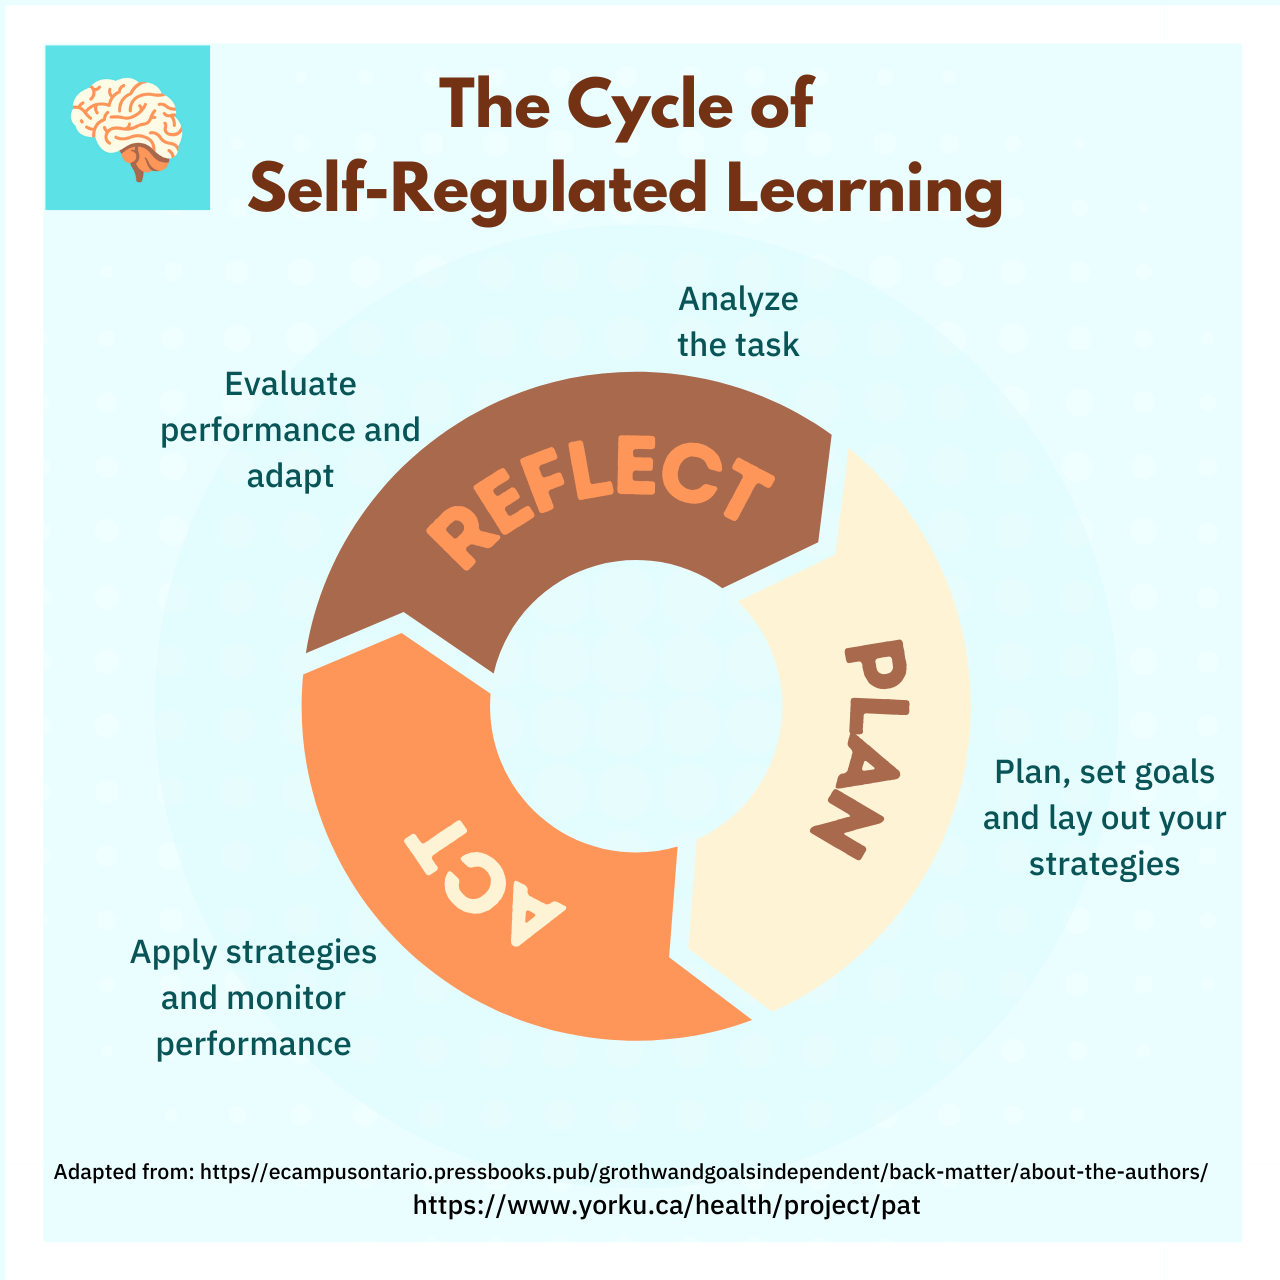 The Cycle of
Self-Regulated Learning
Analyze
the task
Evaluate
performance and
adapt
REFLECT
PLAN
Plan, set goals
and lay out your
strategies
ACT
Apply strategies
and monitor
performance
Adapted from: https//ecampusontario.pressbooks.pub/grothwandgoalsindependent/back-matter/about-the-authors/
https://www.yorku.ca/health/project/pat